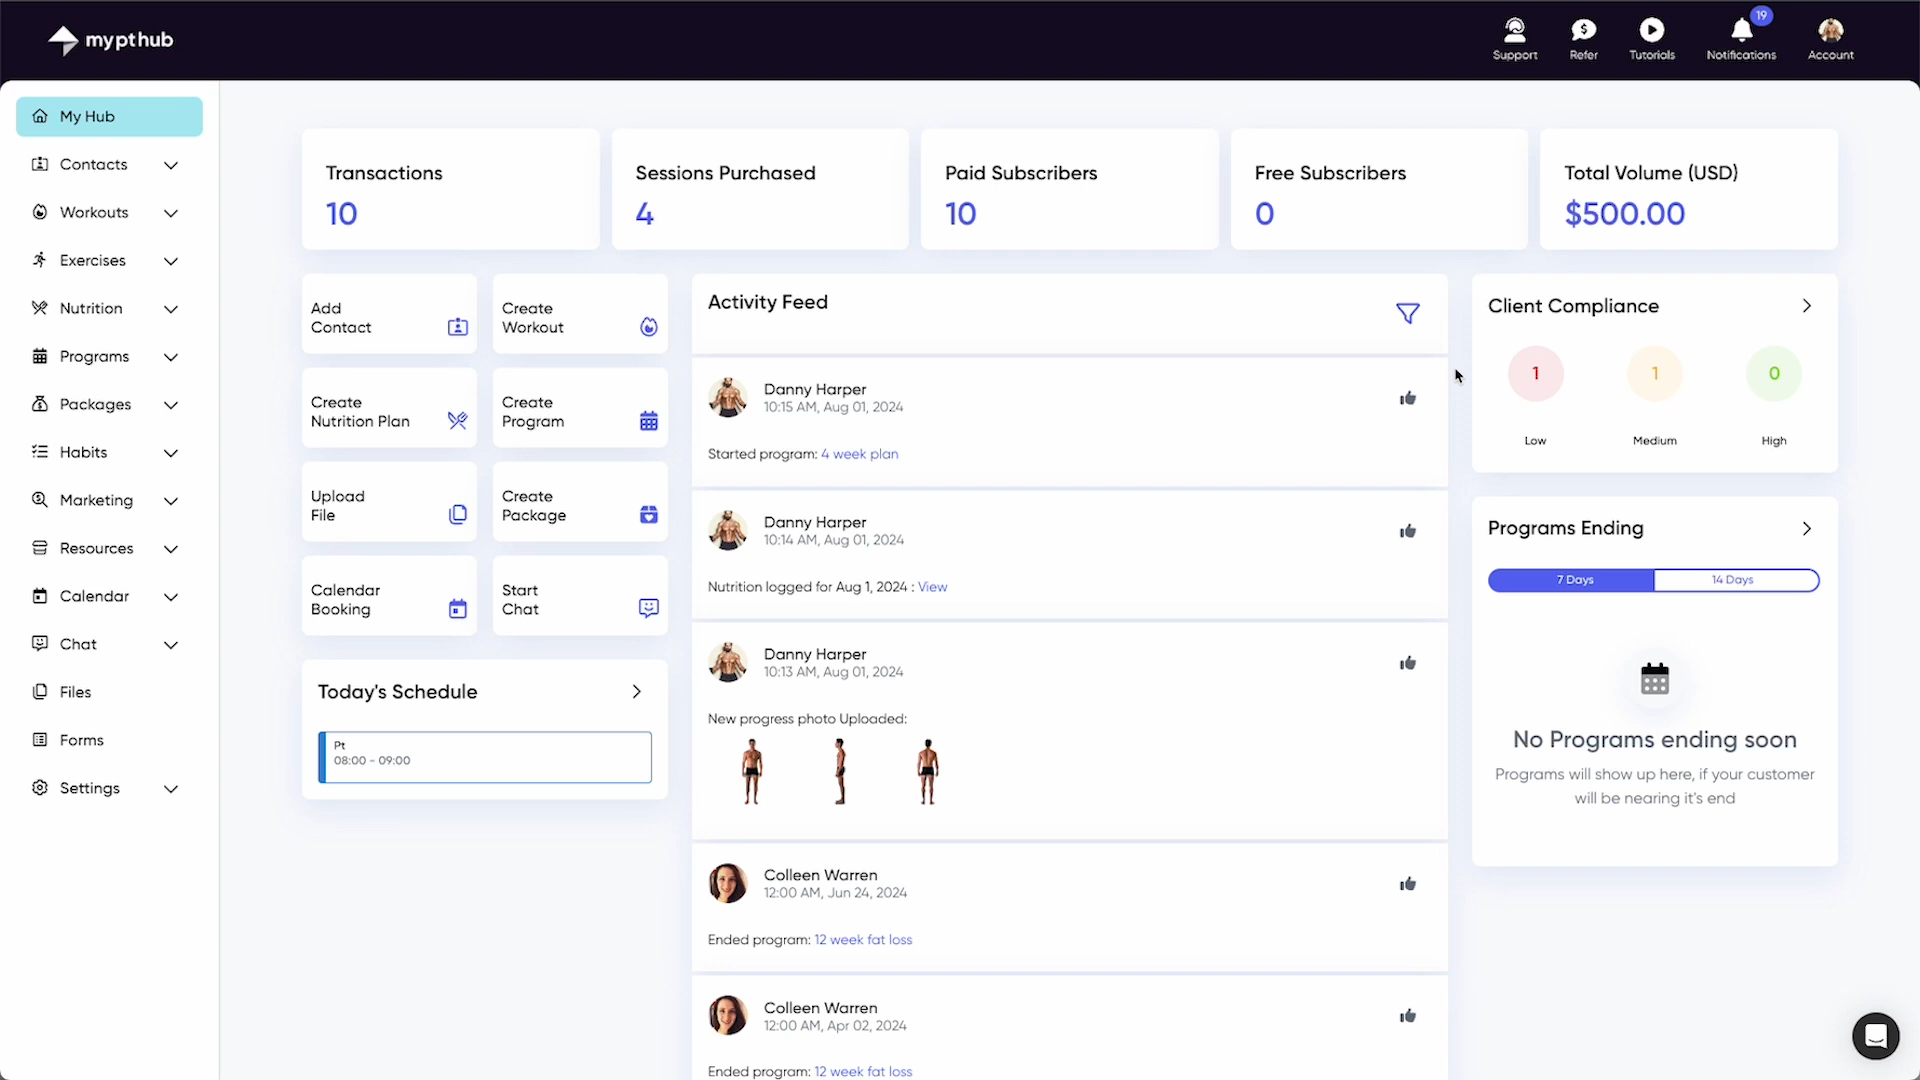 mypthub
Support
Refer
Tutorials
19
Notifications
Account
My Hub
Contacts
Workouts
Exercises
Nutrition
Programs
Packages
Habits
Marketing
Resources
Calendar
Chat
Files
Forms
Settings
Transactions
10
Sessions Purchased
4
Paid Subscribers
10
Free Subscribers
0
Total Volume (USD)
$500.00
Add
Contact
Create
Workout
Create
Nutrition Plan
Create
Program
Upload
File
Create
Package
Calendar
Booking
Start
Chat
Today's Schedule
Pt
08:00 - 09:00
Activity Feed
Danny Harper
10:15 AM, Aug 01, 2024
Started program: 4 week plan
Danny Harper
10:14 AM, Aug 01, 2024
Nutrition logged for Aug 1, 2024 : View
Danny Harper
10:13 AM, Aug 01, 2024
New progress photo Uploaded:
Colleen Warren
12:00 AM, Jun 24, 2024
Ended program: 12 week fat loss
Colleen Warren
12:00 AM, Apr 02, 2024
Ended program: 12 week fat loss
Client Compliance
1
1
0
Low
Medium
High
Programs Ending
7 Days
14 Days
No Programs ending soon
Programs will show up here, if your customer
will be nearing it's end